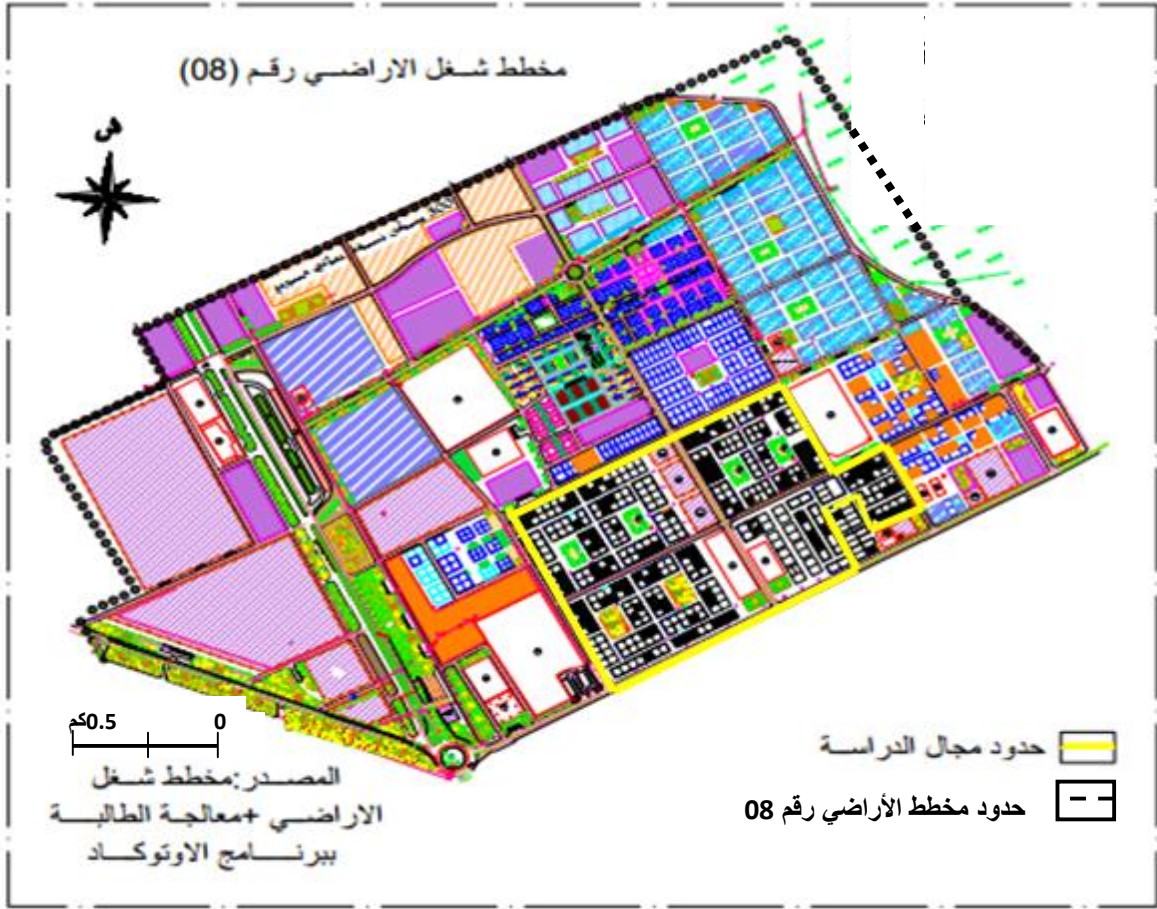 مخطط شغل الاراضي رقم (08)
ش
0.5كم 0
المصدر:مخطط شغل
الاراضي +معالجة الطالبة
ببرنامج الاوتوكاد
حدود مجال الدراسة
حدود مخطط الأراضي رقم 08